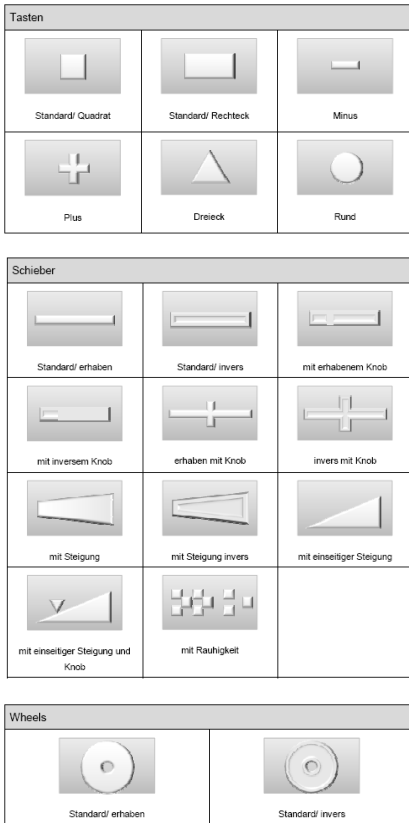 Tasten
Standard/ Quadrat
Standard/ Rechteck
Minus
Plus
Dreieck
Rund
Schieber
Standard/ erhaben
Standard/ invers
mit erhabenem Knob
mit inversem Knob
erhaben mit Knob
invers mit Knob
mit Steigung
mit Steigung invers
mit einseitiger Steigung
mit einseitiger Steigung und
Knob
mit Rauhigkeit
Wheels
Standard/ erhaben
Standard/ invers